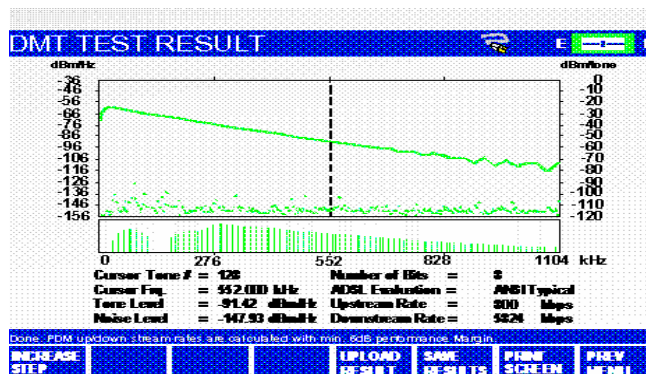 DMT TEST RESULT E
dBm/Hz dBm/tone
-36 0
-46 -10
-56 -20
-66 -30
-76 -40
-86 -50
-96 -60
-106 -70
-116 -80
-126 -90
-136 -100
-146 -110
-156 -120
0 276 552 828 1104 kHz
Cursor Tone # = 128 Number of Bits = 8
Cursor Frq. = 552.000 kHz ADSL Evaluation = ANSI Typical
Tone Level = -91.42 dBm/Hz Upstream Rate = 800 kbps
Noise Level = -147.93 dBm/Hz Downstream Rate = 5824 kbps
Done. PDM up/down stream rates are calculated with min. 6dB performance Margin.
INCREASE UPLOAD SAVE PRINT PREV
STEP RESULT RESULTS SCREEN MENU